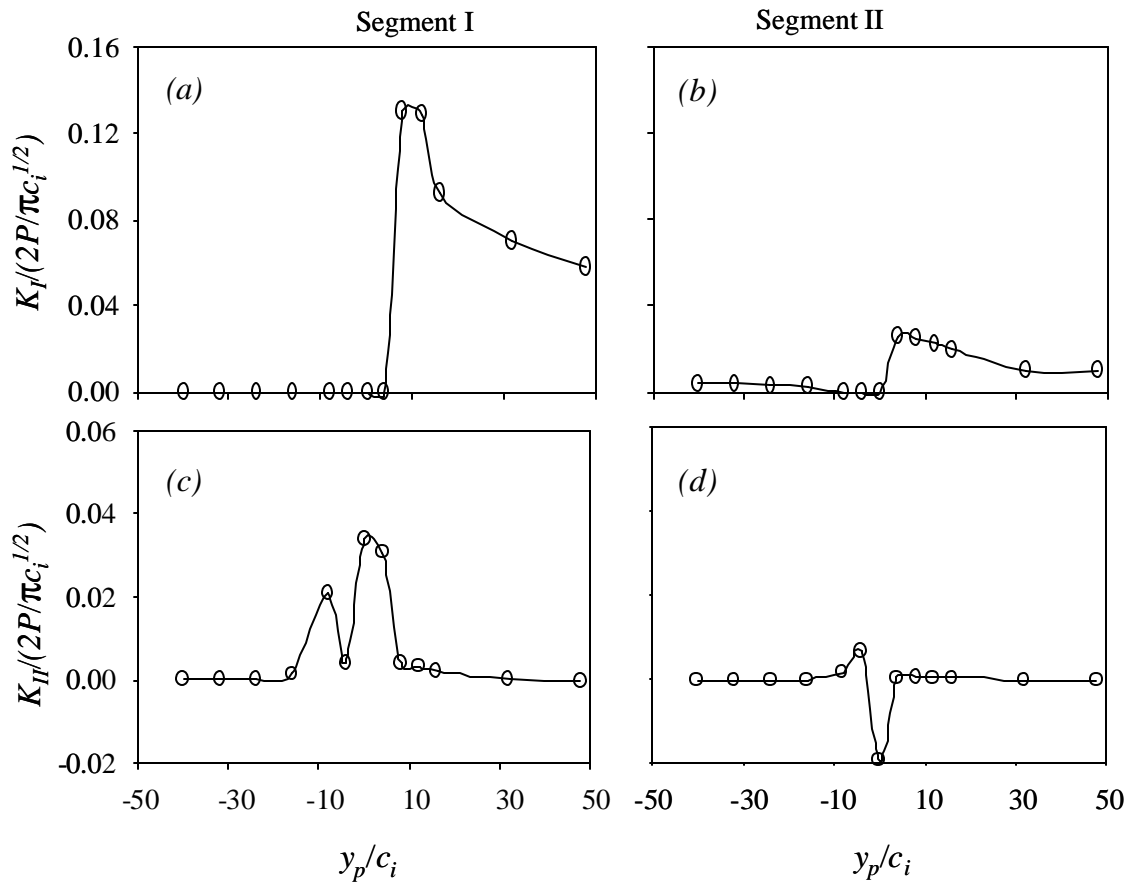 Segment I
Segment II
0.16
0.12
0.08
0.04
0.00
K_I/(2P/πc_i^{1/2})
(a)
(b)
0.06
0.04
0.02
0.00
-0.02
K_{II}/(2P/πc_i^{1/2})
(c)
(d)
-50 -30 -10 10 30 50
-50 -30 -10 10 30 50
y_p/c_i
y_p/c_i